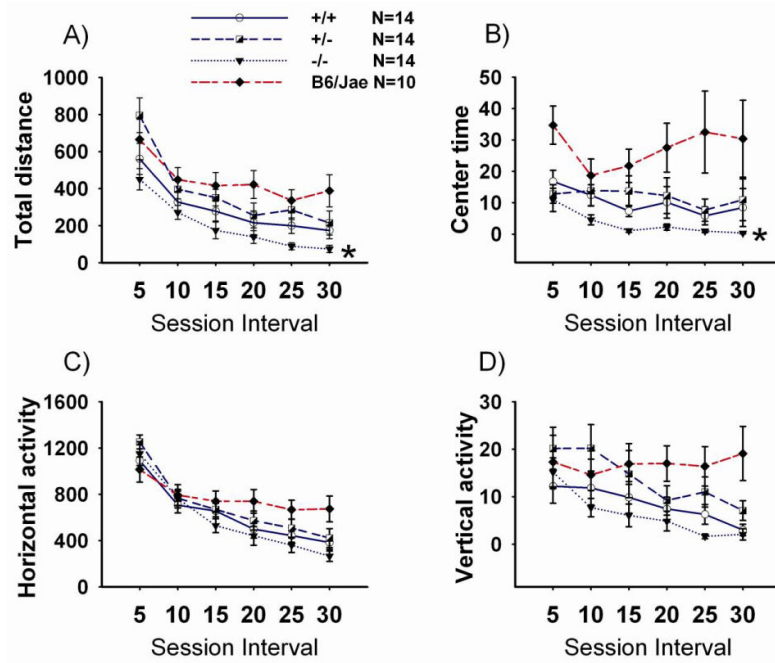 +/+ N=14
+/- N=14
-/- N=14
B6/Jae N=10
A)
Total distance
1000
800
600
400
200
0
*
5 10 15 20 25 30
Session Interval
B)
Center time
50
40
30
20
10
0
*
5 10 15 20 25 30
Session Interval
C)
Horizontal activity
1600
1200
800
400
0
5 10 15 20 25 30
Session Interval
D)
Vertical activity
30
20
10
0
5 10 15 20 25 30
Session Interval